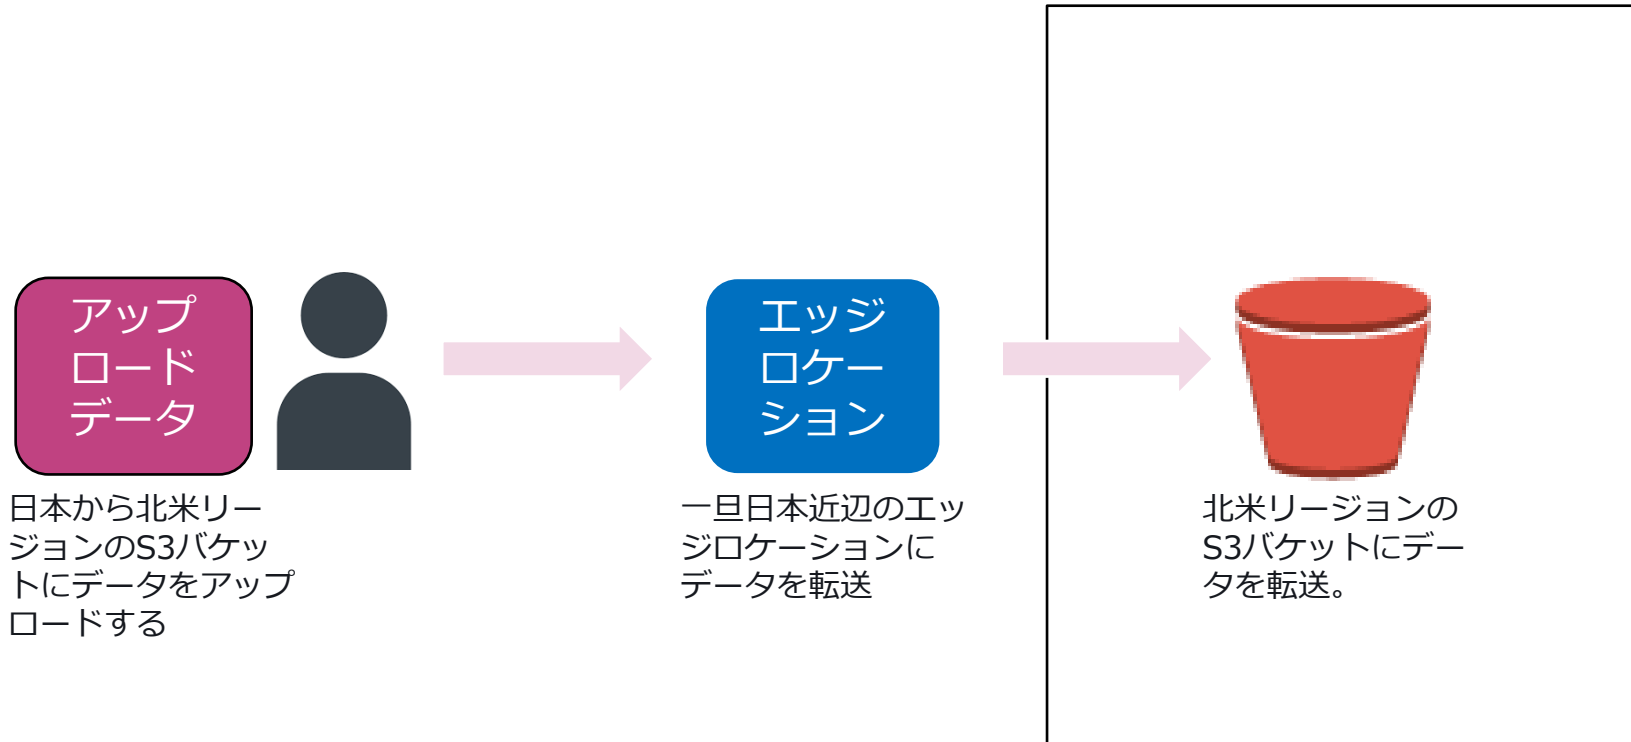 アップ
ロード
データ
エッジ
ロケー
ション
日本から北米リー
ジョンのS3バケッ
トにデータをアップ
ロードする
一旦日本近辺のエッ
ジロケーションに
データを転送
北米リージョンの
S3バケットにデー
タを転送。